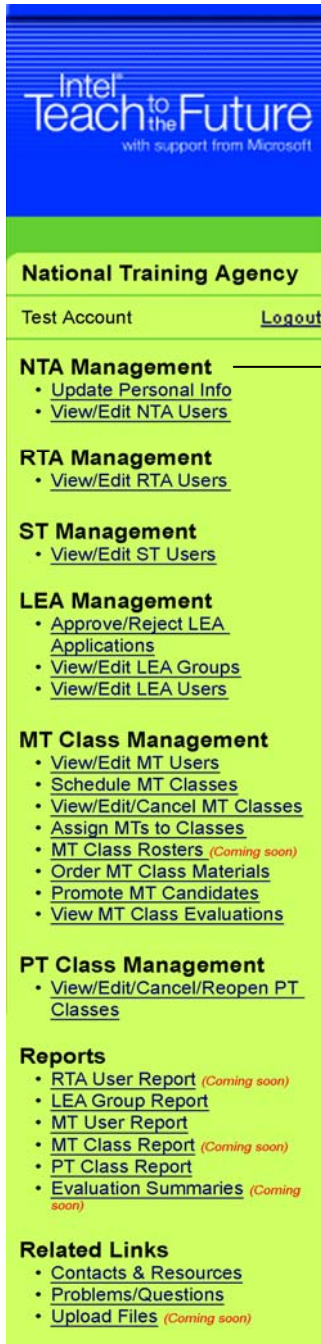 Intel®
Teach to the Future
with support from Microsoft
National Training Agency
Test Account Logout
NTA Management
• Update Personal Info
• View/Edit NTA Users
RTA Management
• View/Edit RTA Users
ST Management
• View/Edit ST Users
LEA Management
• Approve/Reject LEA
Applications
• View/Edit LEA Groups
• View/Edit LEA Users
MT Class Management
• View/Edit MT Users
• Schedule MT Classes
• View/Edit/Cancel MT Classes
• Assign MTs to Classes
• MT Class Rosters (Coming soon)
• Order MT Class Materials
• Promote MT Candidates
• View MT Class Evaluations
PT Class Management
• View/Edit/Cancel/Reopen PT
Classes
Reports
• RTA User Report (Coming soon)
• LEA Group Report
• MT User Report
• MT Class Report (Coming soon)
• PT Class Report
• Evaluation Summaries (Coming
soon)
Related Links
• Contacts & Resources
• Problems/Questions
• Upload Files (Coming soon)